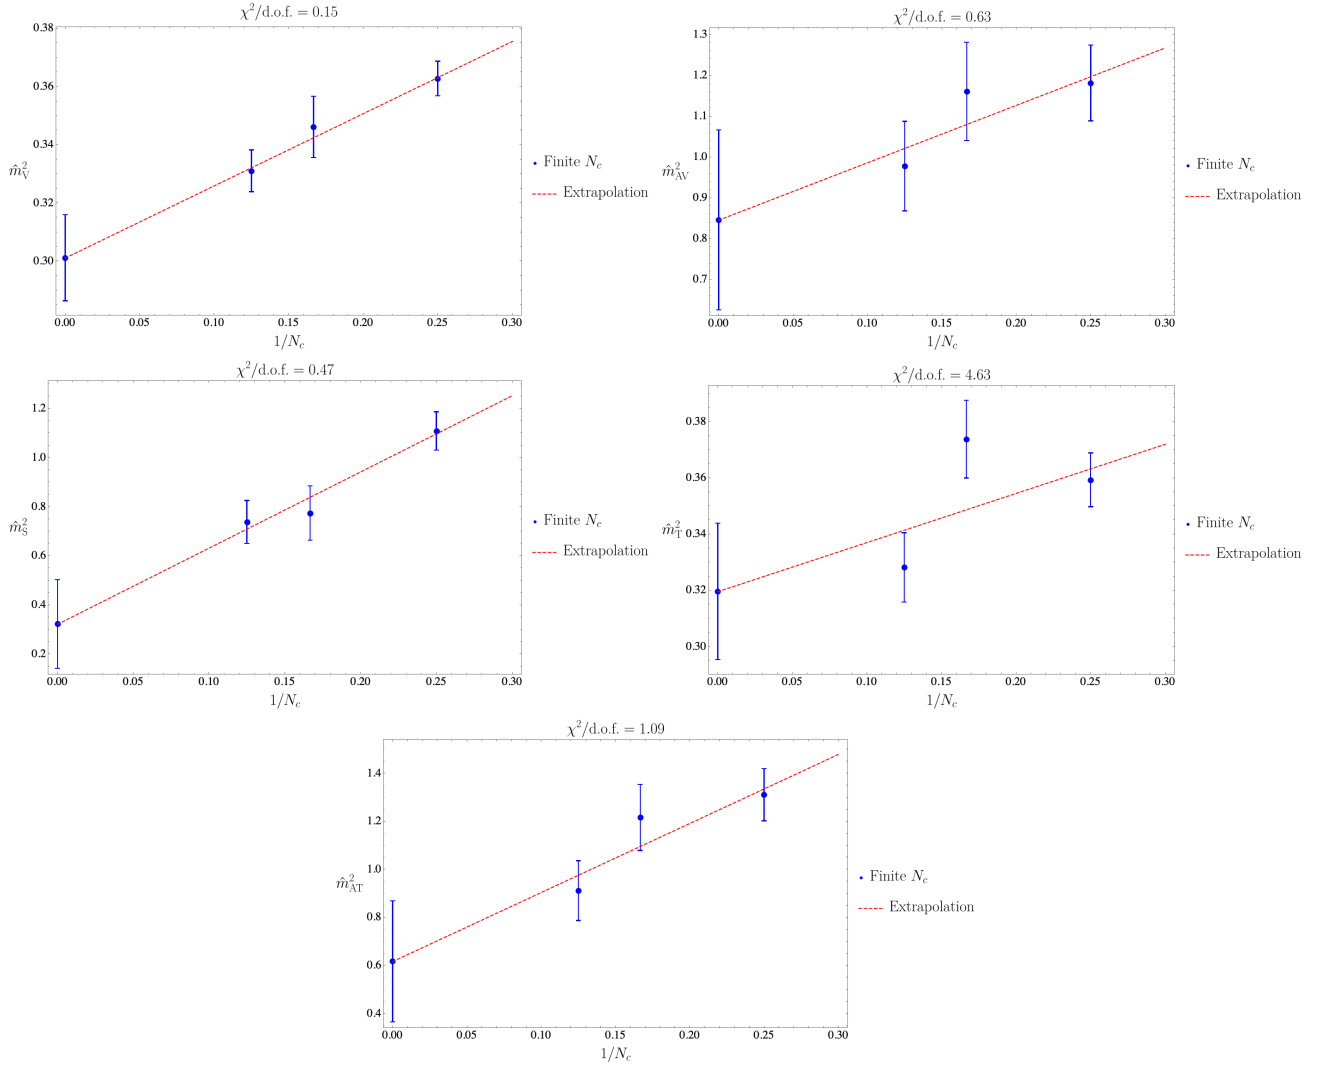 χ²/d.o.f. = 0.15
0.38
0.36
0.34
0.32
0.30
m̂²_V
0.00 0.05 0.10 0.15 0.20 0.25 0.30
1/N_c
Finite N_c
Extrapolation
χ²/d.o.f. = 0.63
1.3
1.2
1.1
1.0
0.9
0.8
0.7
m̂²_AV
0.00 0.05 0.10 0.15 0.20 0.25 0.30
1/N_c
Finite N_c
Extrapolation
χ²/d.o.f. = 0.47
1.2
1.0
0.8
0.6
0.4
0.2
m̂²_S
0.00 0.05 0.10 0.15 0.20 0.25 0.30
1/N_c
Finite N_c
Extrapolation
χ²/d.o.f. = 4.63
0.38
0.36
0.34
0.32
0.30
m̂²_T
0.00 0.05 0.10 0.15 0.20 0.25 0.30
1/N_c
Finite N_c
Extrapolation
χ²/d.o.f. = 1.09
1.4
1.2
1.0
0.8
0.6
0.4
m̂²_AT
0.00 0.05 0.10 0.15 0.20 0.25 0.30
1/N_c
Finite N_c
Extrapolation